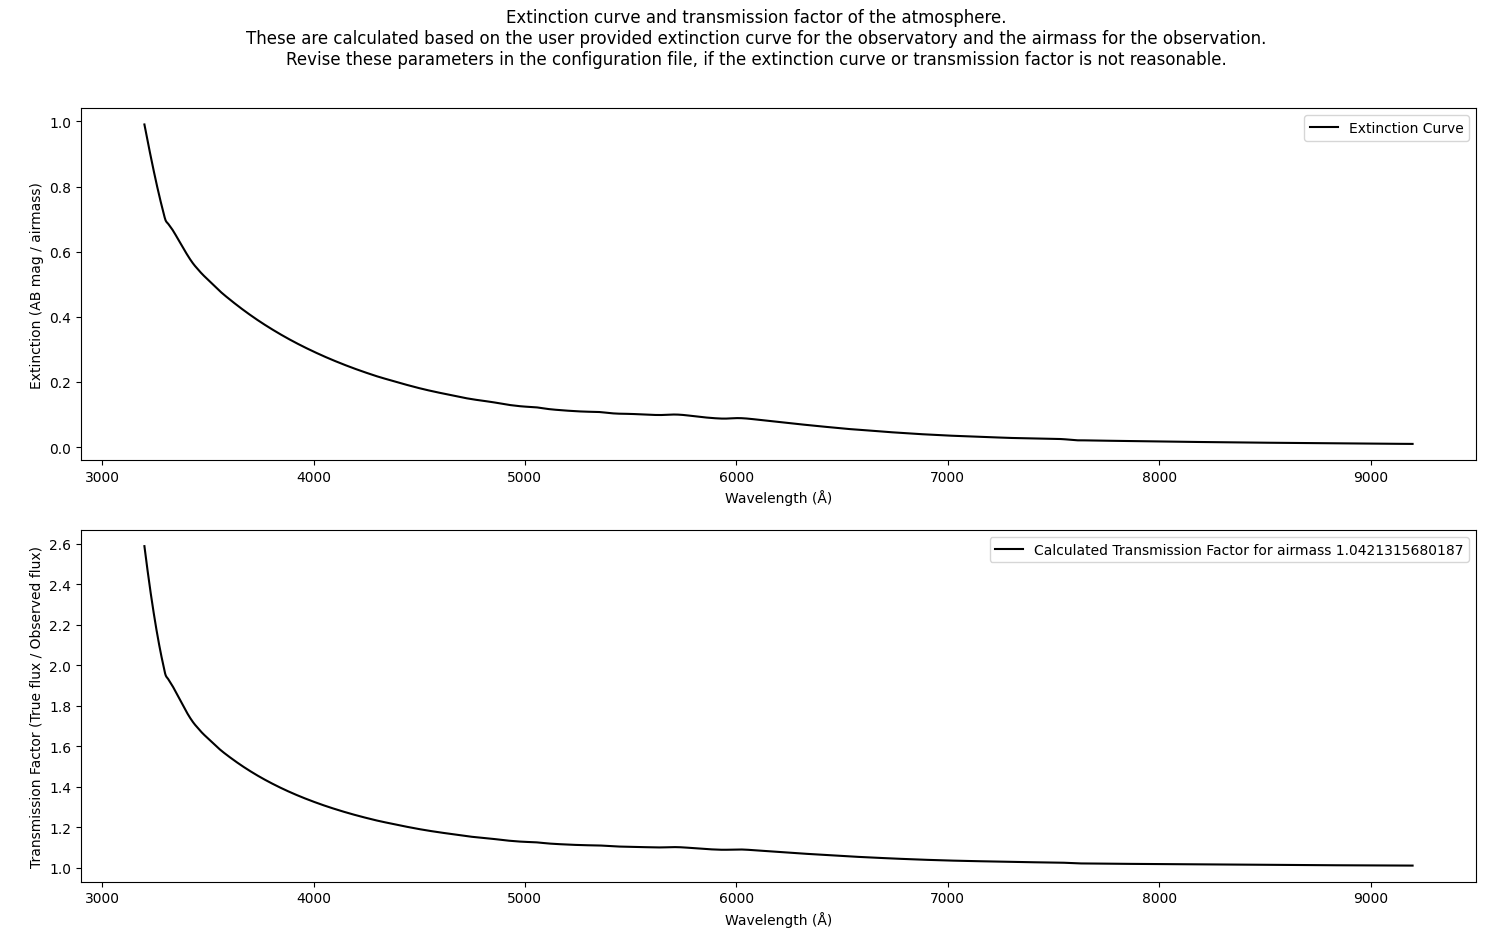 Extinction curve and transmission factor of the atmosphere.
These are calculated based on the user provided extinction curve for the observatory and the airmass for the observation.
Revise these parameters in the configuration file, if the extinction curve or transmission factor is not reasonable.
Extinction Curve
Extinction (AB mag / airmass)
1.0
0.8
0.6
0.4
0.2
0.0
3000 4000 5000 6000 7000 8000 9000
Wavelength (Å)
Calculated Transmission Factor for airmass 1.0421315680187
Transmission Factor (True flux / Observed flux)
2.6
2.4
2.2
2.0
1.8
1.6
1.4
1.2
1.0
3000 4000 5000 6000 7000 8000 9000
Wavelength (Å)